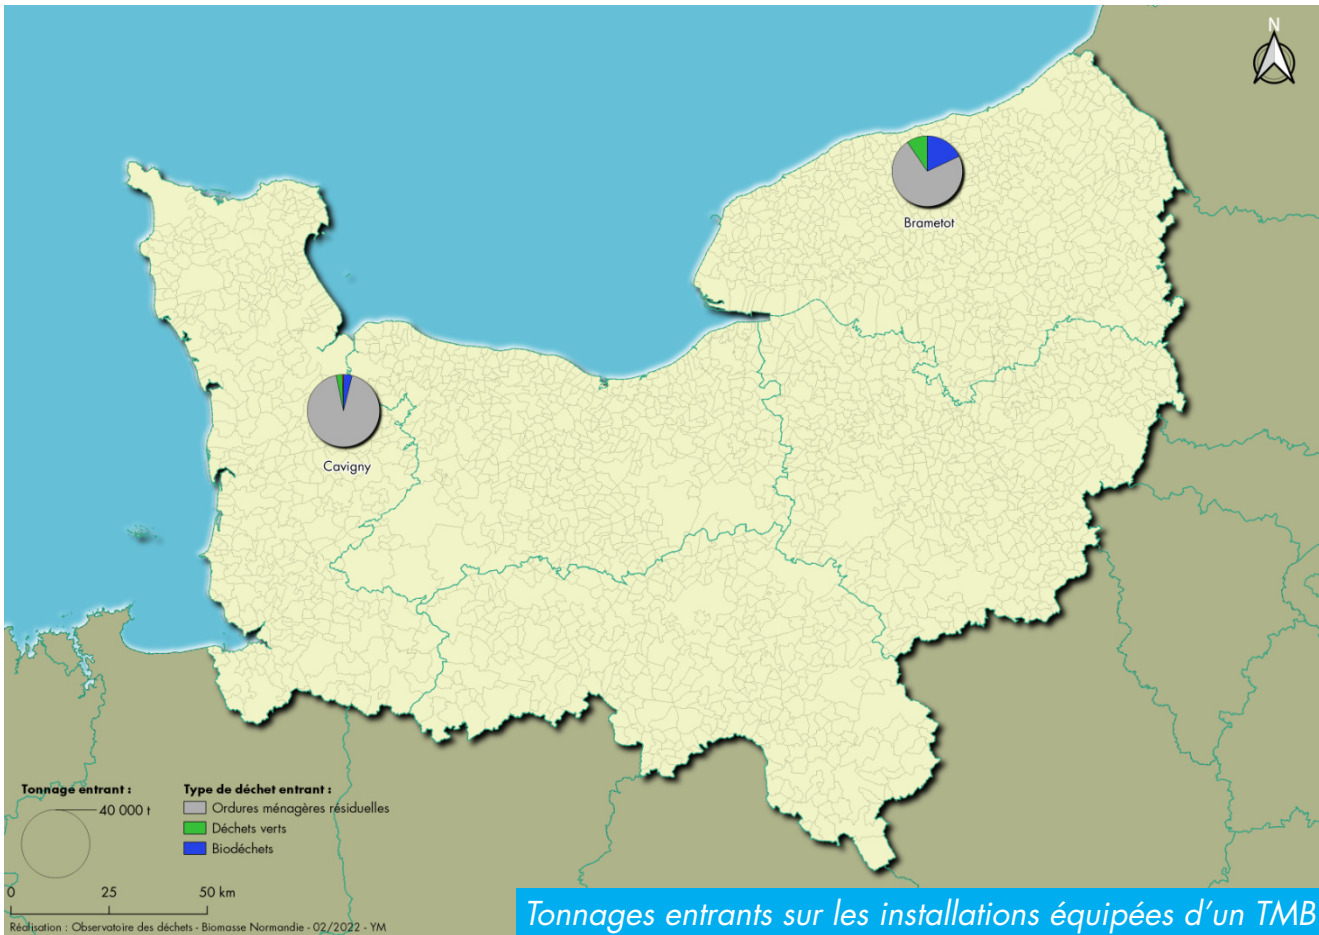 N
Brametot
Cavigny
Tonnage entrant :
40 000 t
Type de déchet entrant :
Ordures ménagères résiduelles
Déchets verts
Biodéchets
0 25 50 km
Réalisation : Observatoire des déchets - Biomasse Normandie - 02/2022 - YM
Tonnages entrants sur les installations équipées d'un TMB